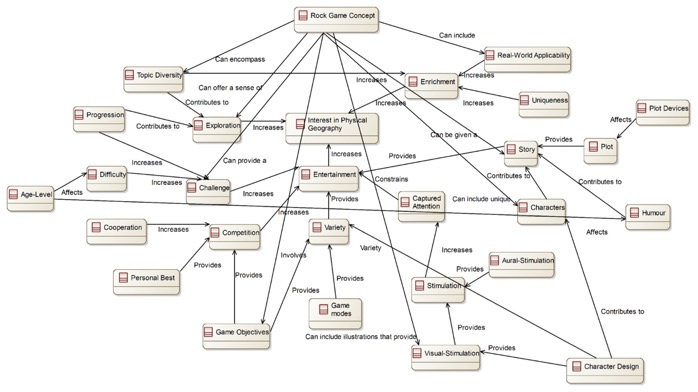 Rock Game Concept
Can include
Can encompass
Real-World Applicability
Topic Diversity
Increases
Enrichment
Can offer a sense of
Increases
Increases
Increases
Uniqueness
Contributes to
Progression
Plot Devices
Affects
Contributes to
Exploration
Increases
Interest in Physical
Geography
Can be given a
Provides
Plot
Story
Increases
Provides
Can provide a
Difficulty
Increases
Entertainment
Constrains
Contributes to
Contributes to
Age-Level
Affects
Challenge
Increases
Captured
Attention
Can include unique
Characters
Humour
Provides
Increases
Cooperation
Increases
Competition
Variety
Affects
Involves
Variety
Increases
Provides
Aural-Stimulation
Personal Best
Provides
Provides
Provides
Provides
Stimulation
Game
modes
Contributes to
Game Objectives
Can include illustrations that provide
Provides
Visual-Stimulation
Provides
Character Design